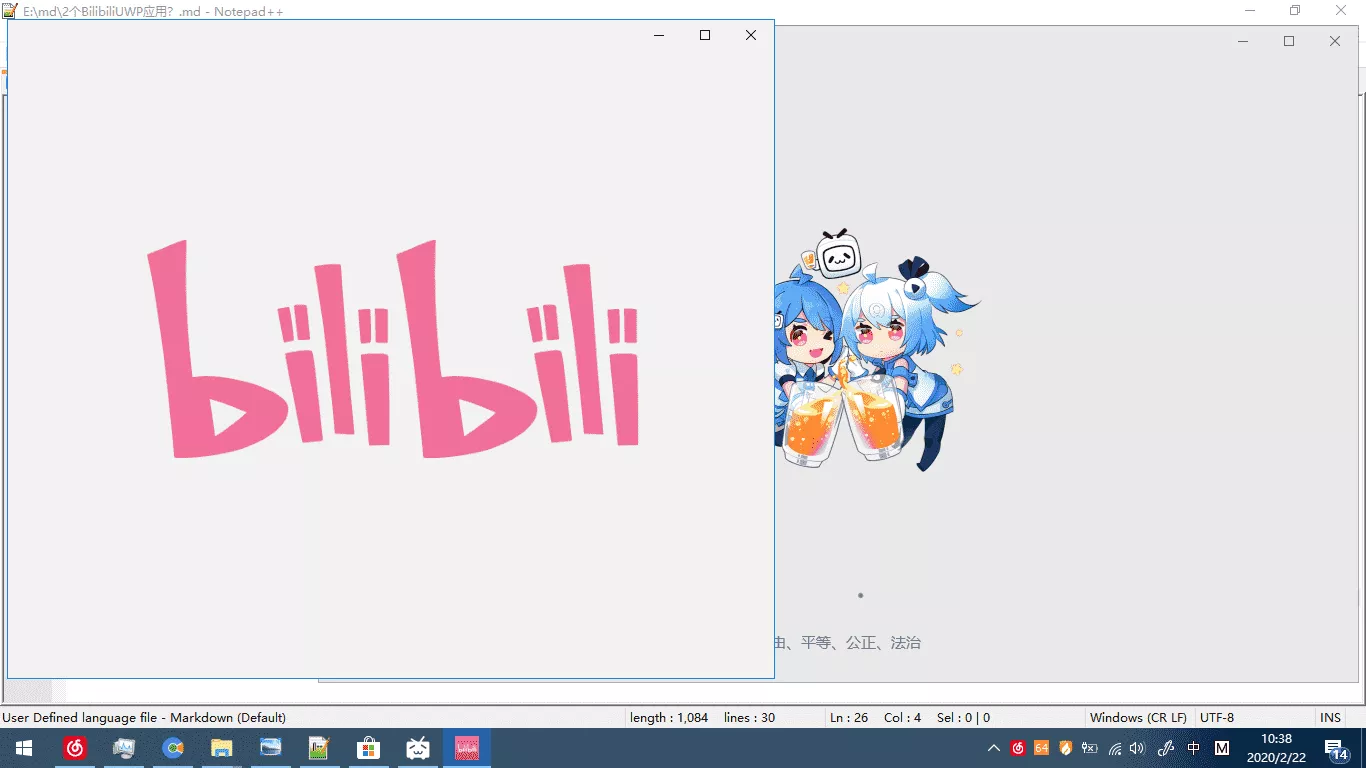 E:\md\2个BilibiliUWP应用? .md - Notepad++
bilibili
由、平等、公正、法治
User Defined language file - Markdown (Default)
length : 1,084 lines : 30
Ln : 26 Col : 4 Sel : 0 | 0
Windows (CR LF)
UTF-8
INS
64
中
M
10:38
2020/2/22
14